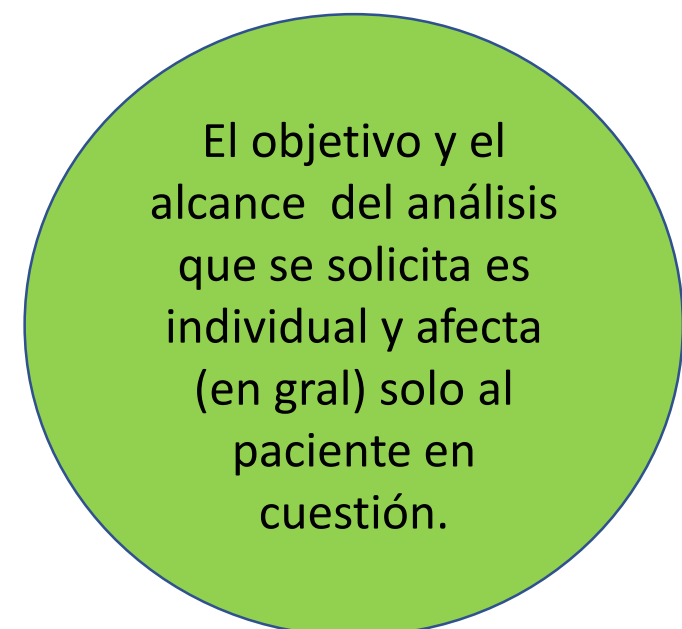 El objetivo y el
alcance  del análisis
que se solicita es
individual y afecta
(en gral) solo al
paciente en
cuestión.